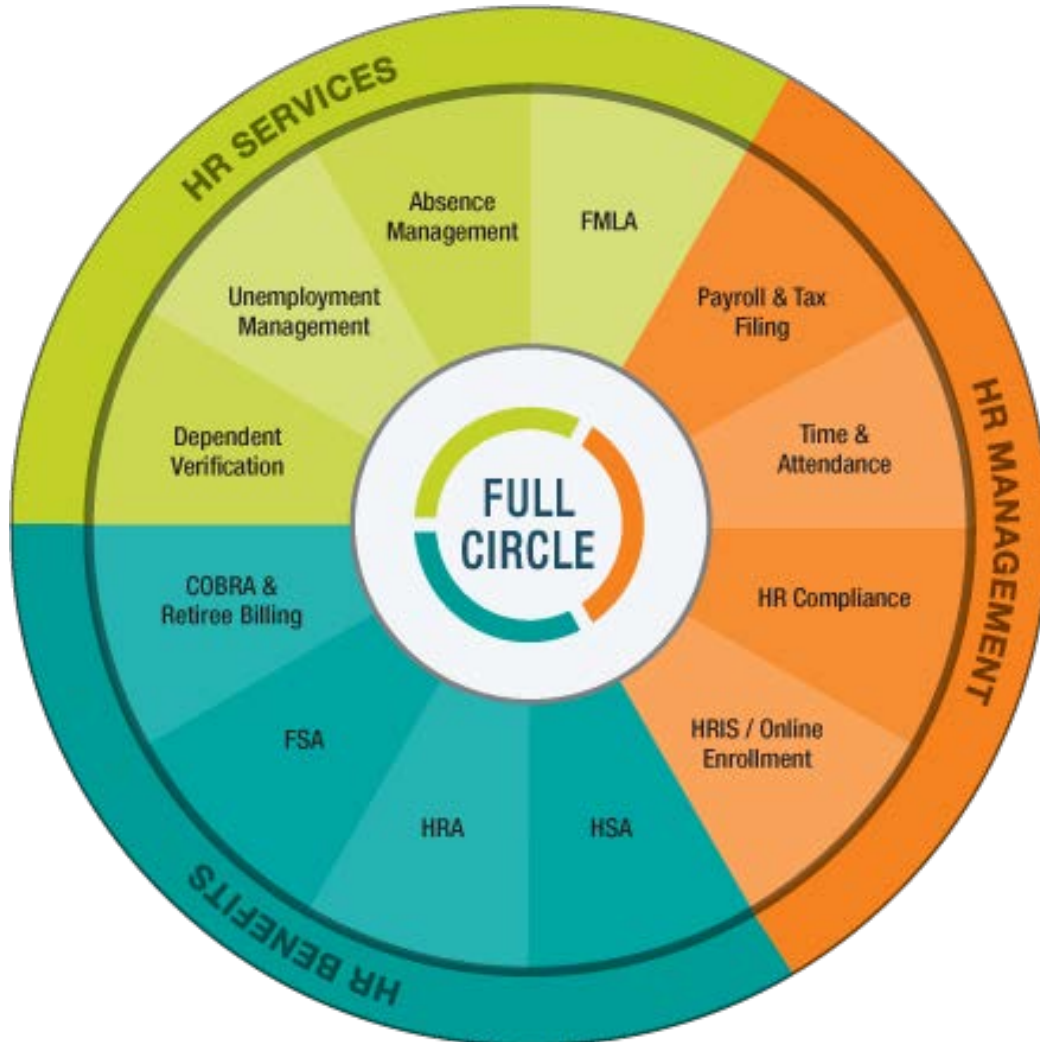 HR SERVICES
Absence
Management
FMLA
Unemployment
Management
Dependent
Verification
HR MANAGEMENT
Payroll & Tax
Filing
Time &
Attendance
HR Compliance
HRIS / Online
Enrollment
FULL
CIRCLE
HR BENEFITS
COBRA &
Retiree Billing
FSA
HRA
HSA